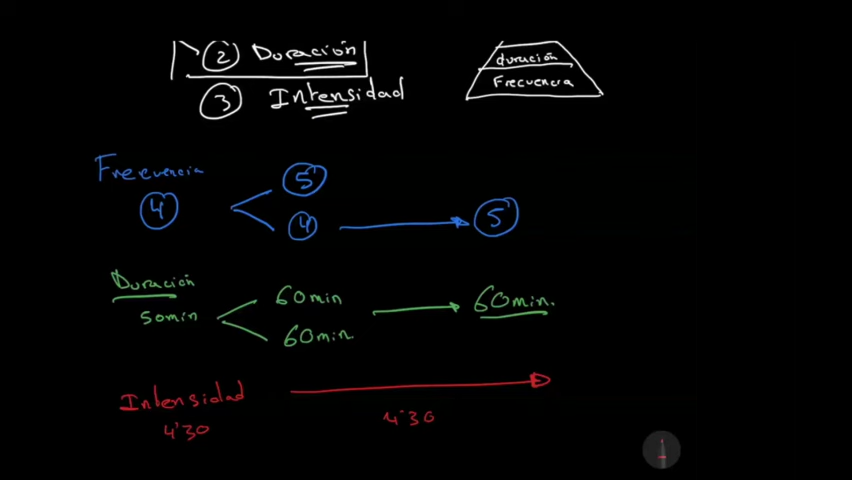 ② Duración
③ Intensidad
duración
Frecuencia
Frecuencia
4
5
4
5
Duración
50min
60min
60min.
60min.
Intensidad
4'30
4'30